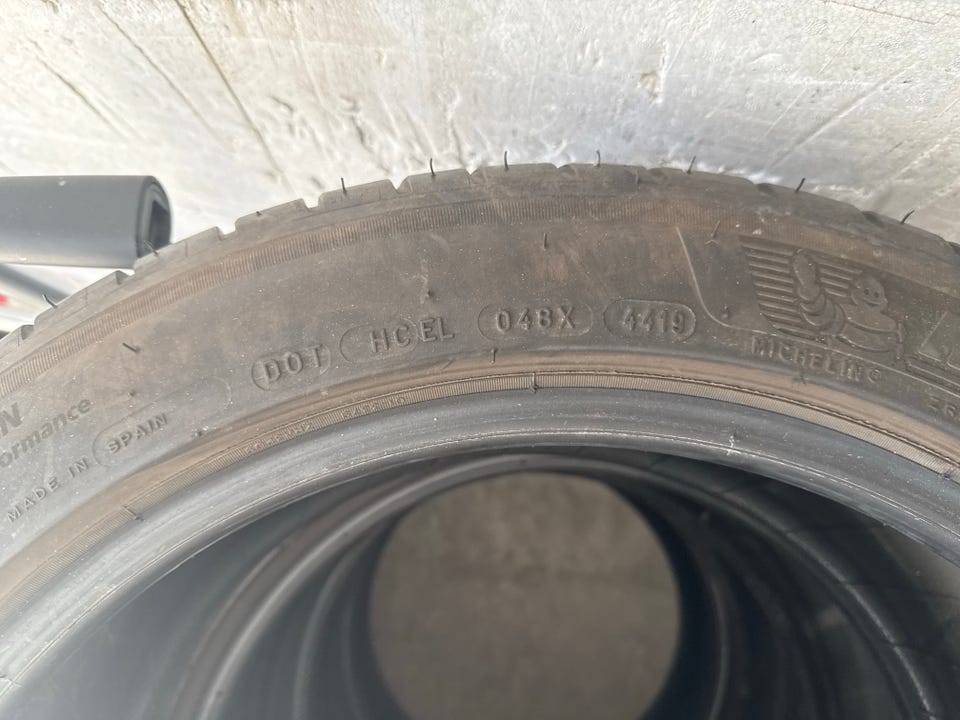 DOT HCEL 048X 4419
MICHELIN
MADE IN SPAIN